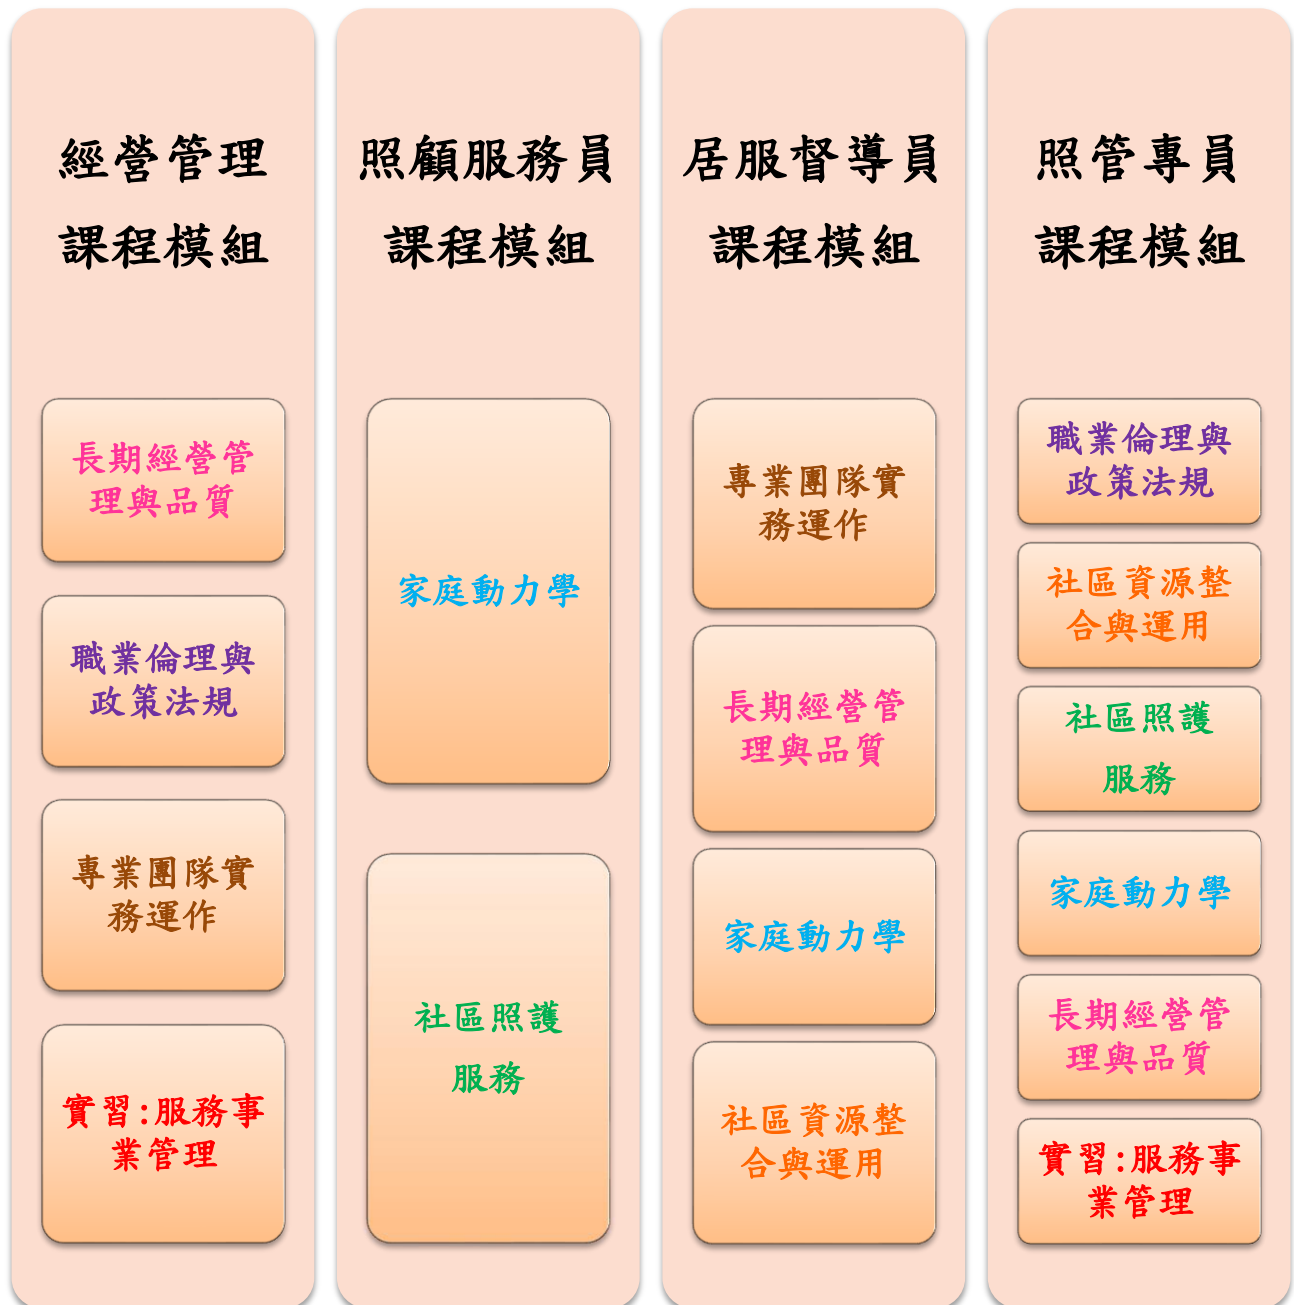 經營管理
課程模組
長期經營管
理與品質
職業倫理與
政策法規
專業團隊實
務運作
實習:服務事
業管理
照顧服務員
課程模組
家庭動力學
社區照護
服務
居服督導員
課程模組
專業團隊實
務運作
長期經營管
理與品質
家庭動力學
社區資源整
合與運用
照管專員
課程模組
職業倫理與
政策法規
社區資源整
合與運用
社區照護
服務
家庭動力學
長期經營管
理與品質
實習:服務事
業管理